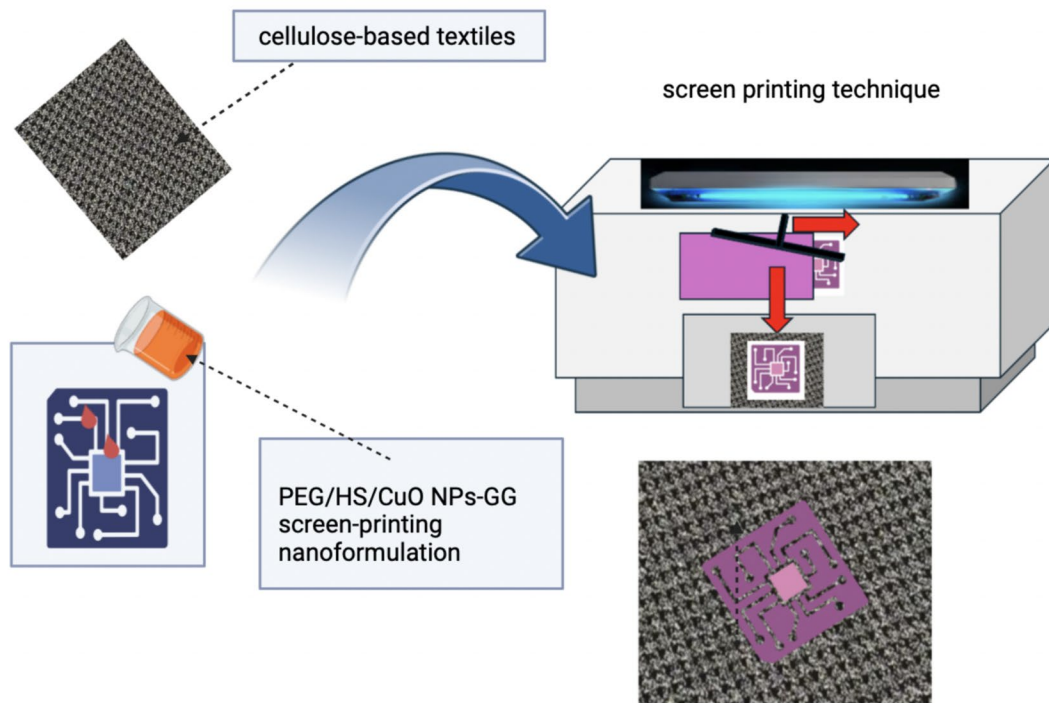 cellulose-based textiles
screen printing technique
PEG/HS/CuO NPs-GG
screen-printing
nanoformulation